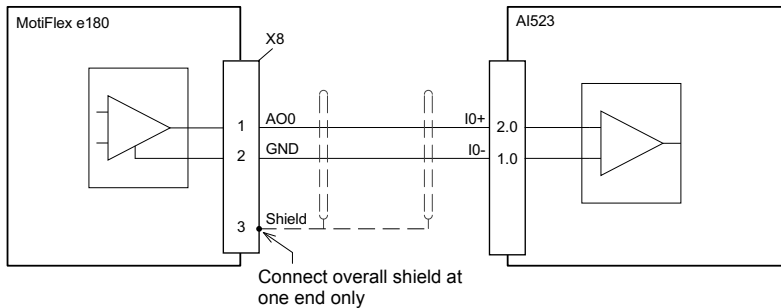 MotiFlex e180
AI523
X8
1 AO0 I0+ 2.0
2 GND I0- 1.0
3 Shield
Connect overall shield at
one end only